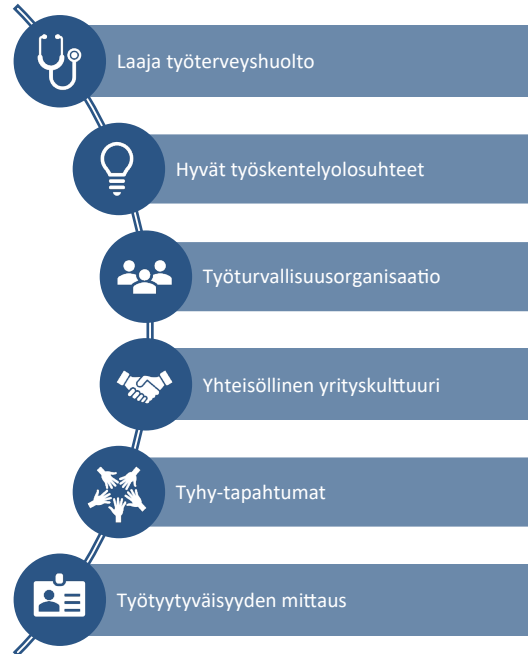 Laaja työterveyshuolto
Hyvät työskentelyolosuhteet
Työturvallisuusorganisaatio
Yhteisöllinen yrityskulttuuri
Tyhy-tapahtumat
Työtyytyväisyyden mittaus